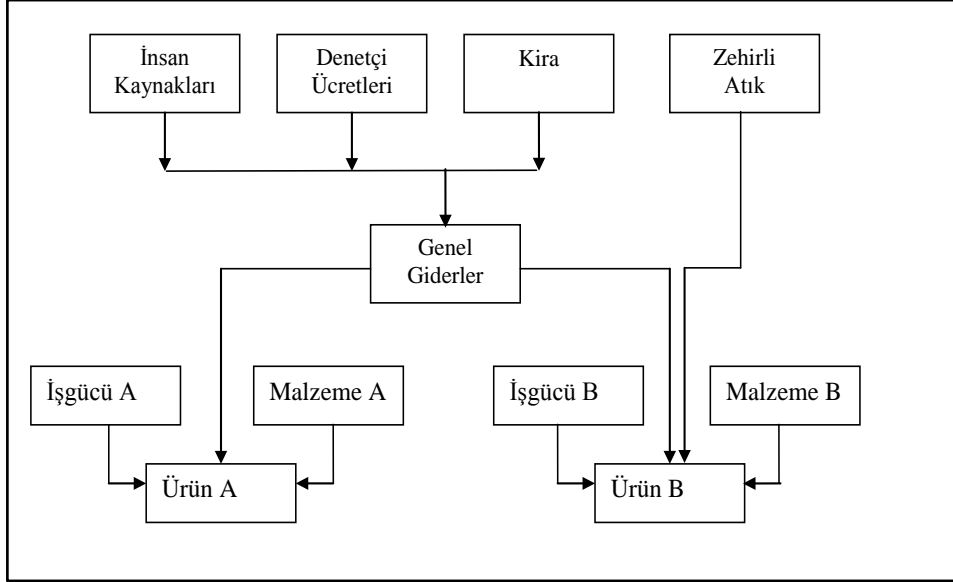 İnsan
Kaynakları
Denetçi
Ücretleri
Kira
Zehirli
Atık
Genel
Giderler
İşgücü A
Malzeme A
İşgücü B
Malzeme B
Ürün A
Ürün B